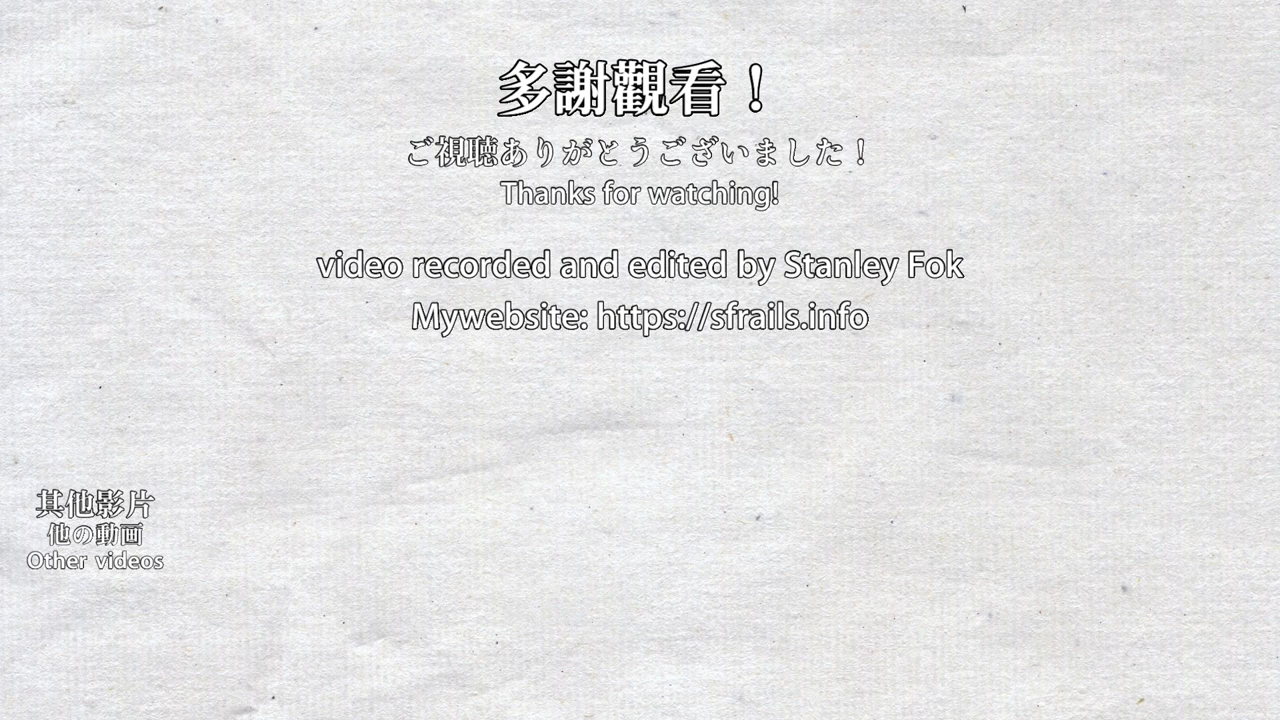 多謝觀看！
ご視聴ありがとうございました！
Thanks for watching!
video recorded and edited by Stanley Fok
Mywebsite: https://sfrails.info
其他影片
他の動画
Other videos